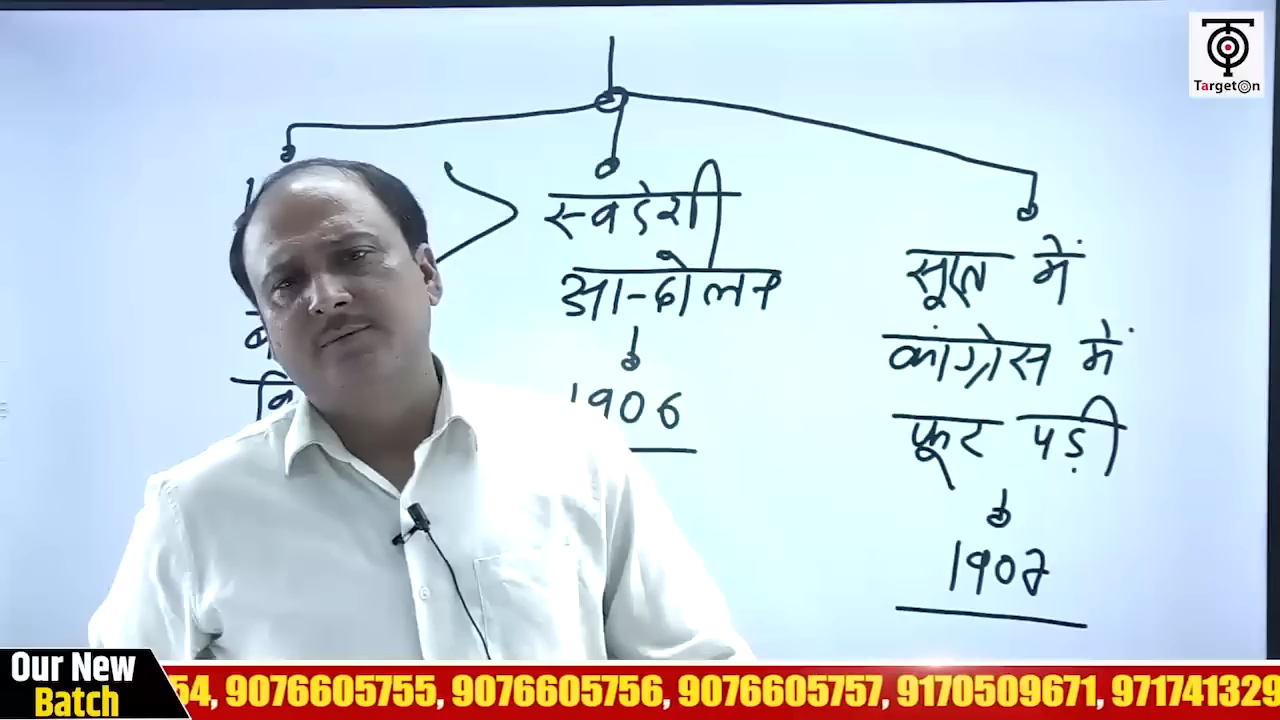 TargetOn
स्वदेशी
आन्दोलन
1906
सूरत में
कांग्रेस में
फूट पड़ी
1907
Our New
Batch
54, 9076605755, 9076605756, 9076605757, 9170509671, 971741329